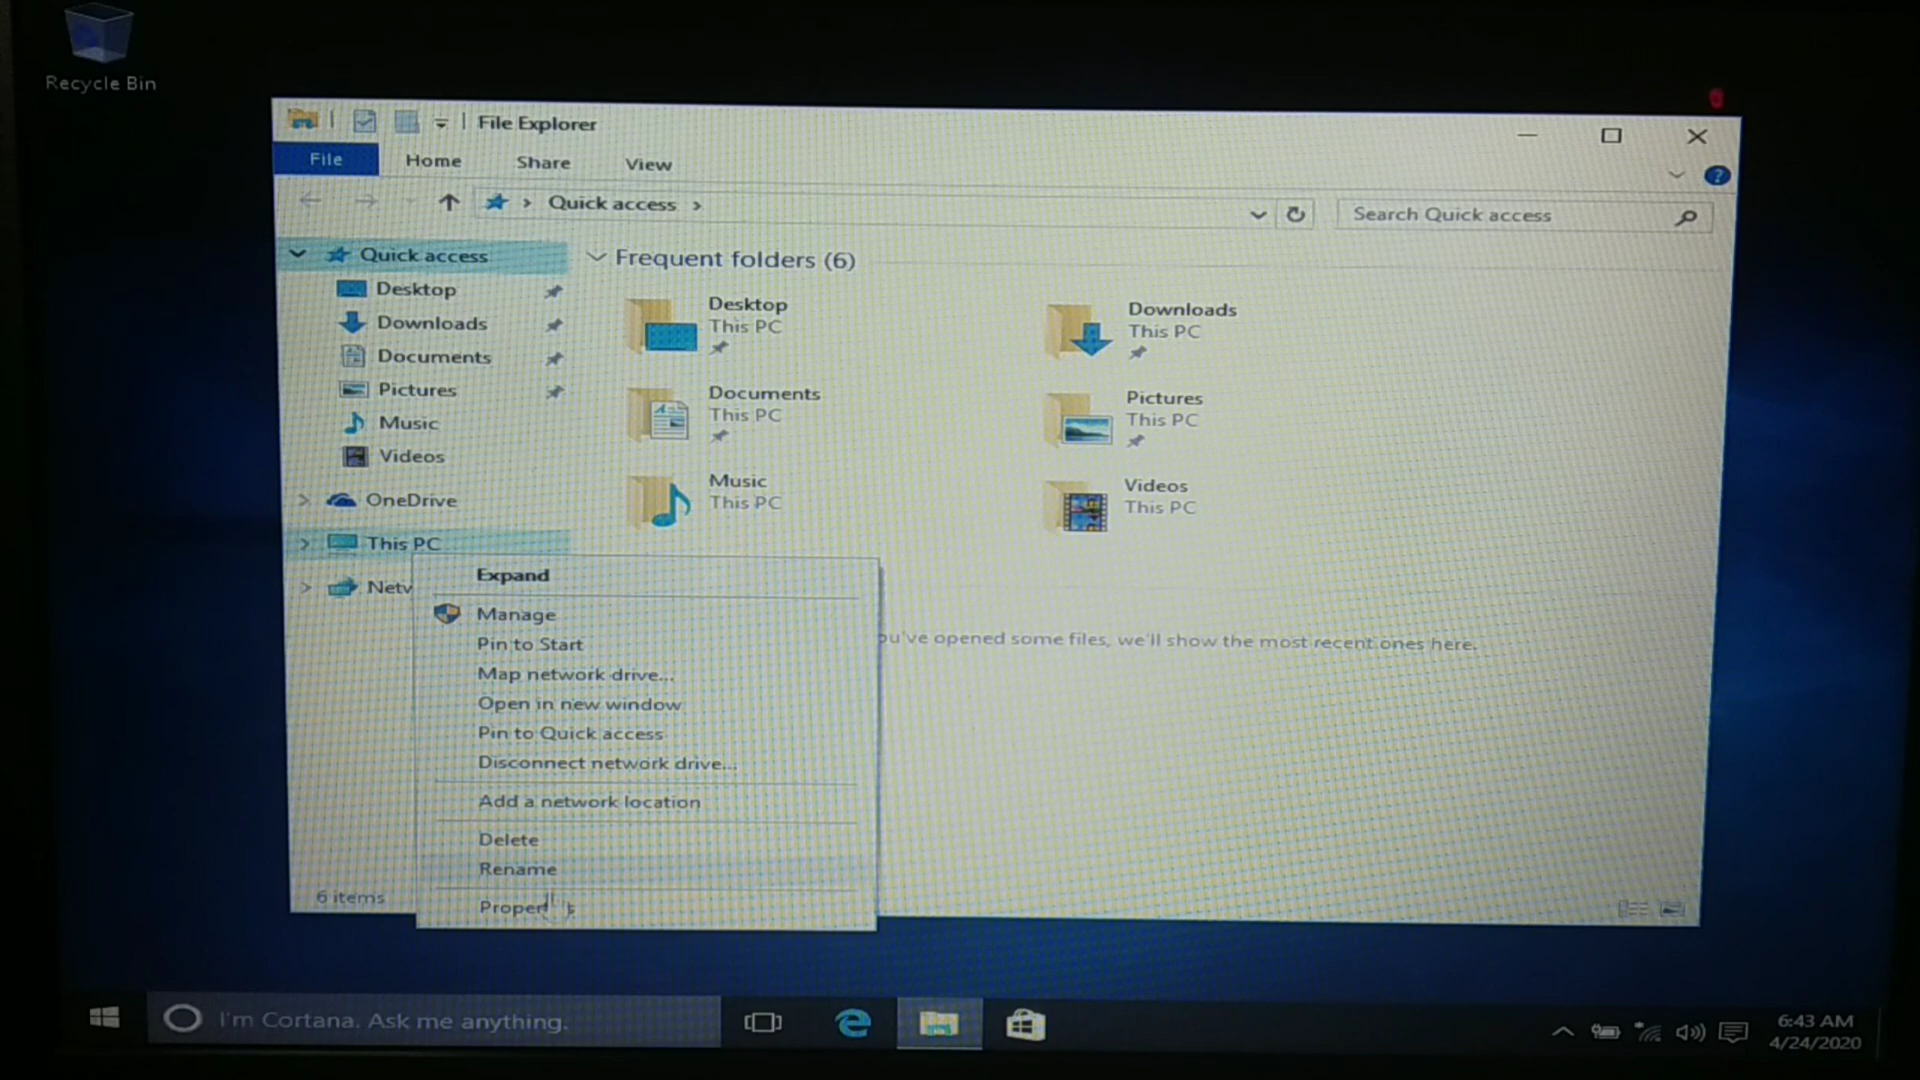 Recycle Bin
File Explorer
File Home Share View
Quick access
Search Quick access
Quick access
Desktop
Downloads
Documents
Pictures
Music
Videos
OneDrive
This PC
Netw
Frequent folders (6)
Desktop
This PC
Downloads
This PC
Documents
This PC
Pictures
This PC
Music
This PC
Videos
This PC
ou've opened some files, we'll show the most recent ones here.
Expand
Manage
Pin to Start
Map network drive...
Open in new window
Pin to Quick access
Disconnect network drive...
Add a network location
Delete
Rename
Properties
6 items
I'm Cortana. Ask me anything.
6:43 AM
4/24/2020